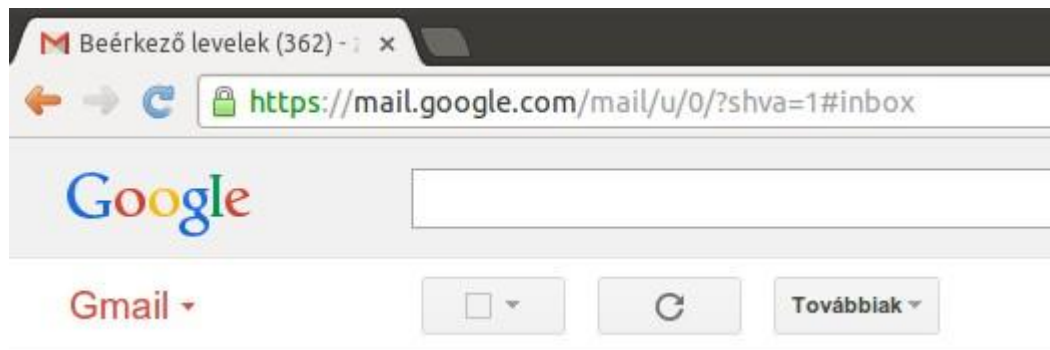 Beérkező levelek (362) -
https://mail.google.com/mail/u/0/?shva=1#inbox
Google
Gmail
Továbbiak